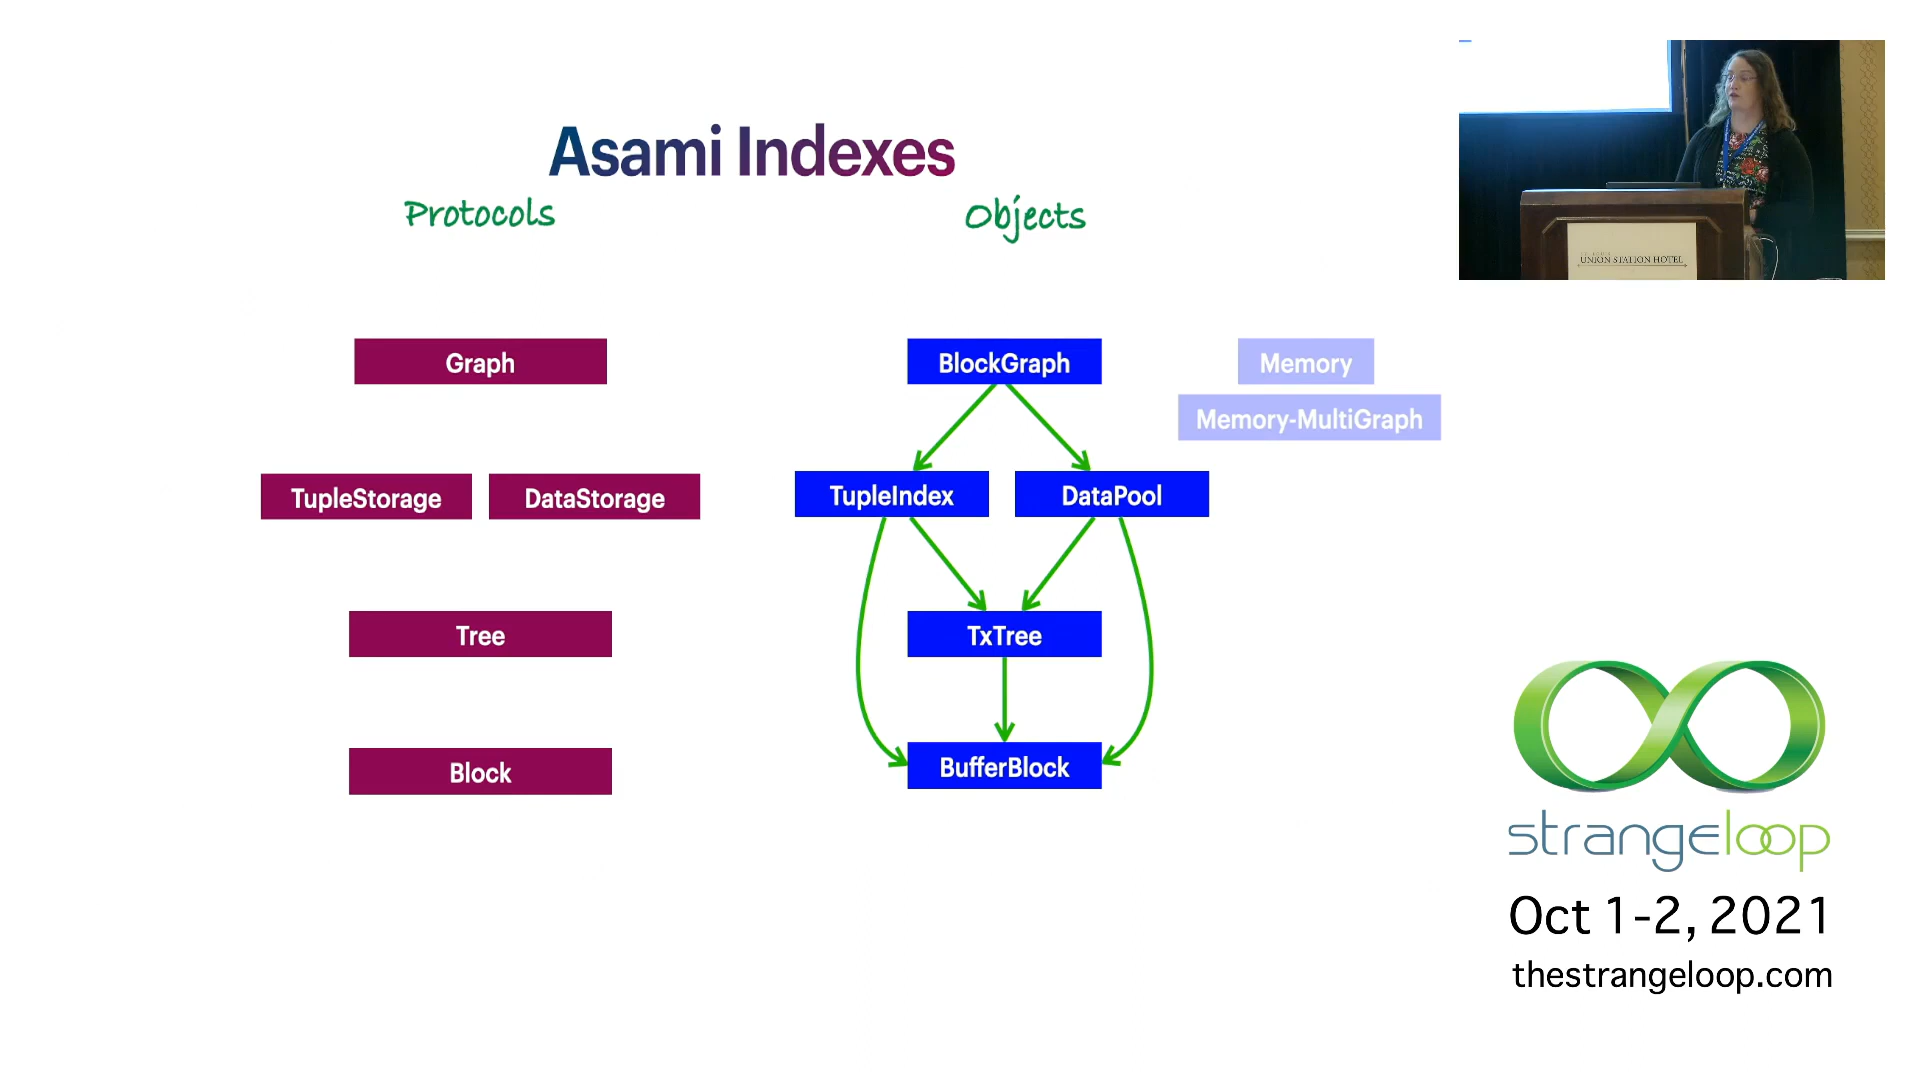 Asami Indexes
Protocols
Objects
Graph
BlockGraph
Memory
Memory-MultiGraph
TupleStorage
DataStorage
TupleIndex
DataPool
Tree
TxTree
Block
BufferBlock
UNION STATION HOTEL
strangeloop
Oct 1-2, 2021
thestrangeloop.com